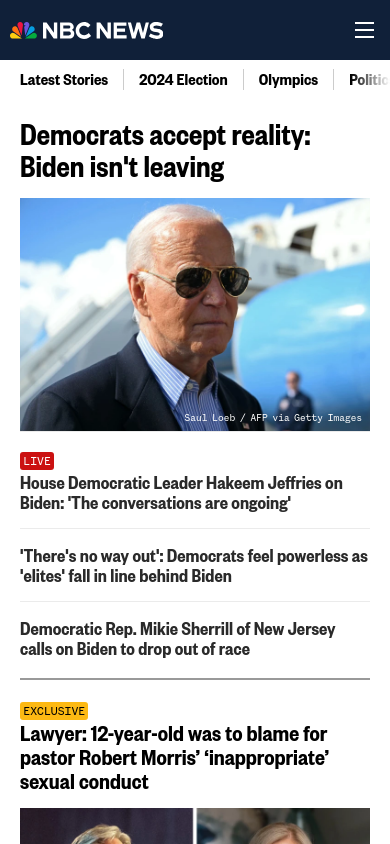 NBC NEWS
Latest Stories
2024 Election
Olympics
Democrats accept reality:
Biden isn't leaving
Saul Loeb / AFP via Getty Images
LIVE
House Democratic Leader Hakeem Jeffries on
Biden: 'The conversations are ongoing'
'There's no way out': Democrats feel powerless as
'elites' fall in line behind Biden
Democratic Rep. Mikie Sherrill of New Jersey
calls on Biden to drop out of race
EXCLUSIVE
Lawyer: 12-year-old was to blame for
pastor Robert Morris’ ‘inappropriate’
sexual conduct